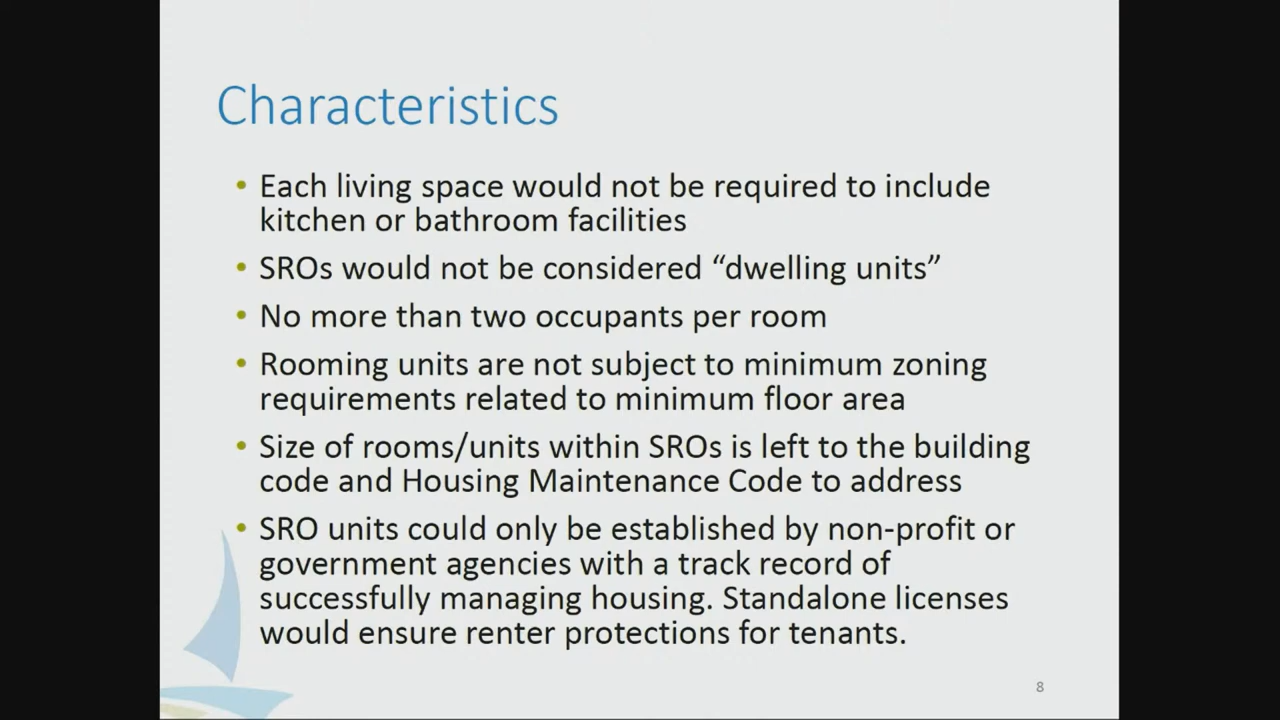 Characteristics
• Each living space would not be required to include
kitchen or bathroom facilities
• SROs would not be considered “dwelling units”
• No more than two occupants per room
• Rooming units are not subject to minimum zoning
requirements related to minimum floor area
• Size of rooms/units within SROs is left to the building
code and Housing Maintenance Code to address
• SRO units could only be established by non-profit or
government agencies with a track record of
successfully managing housing. Standalone licenses
would ensure renter protections for tenants.
8